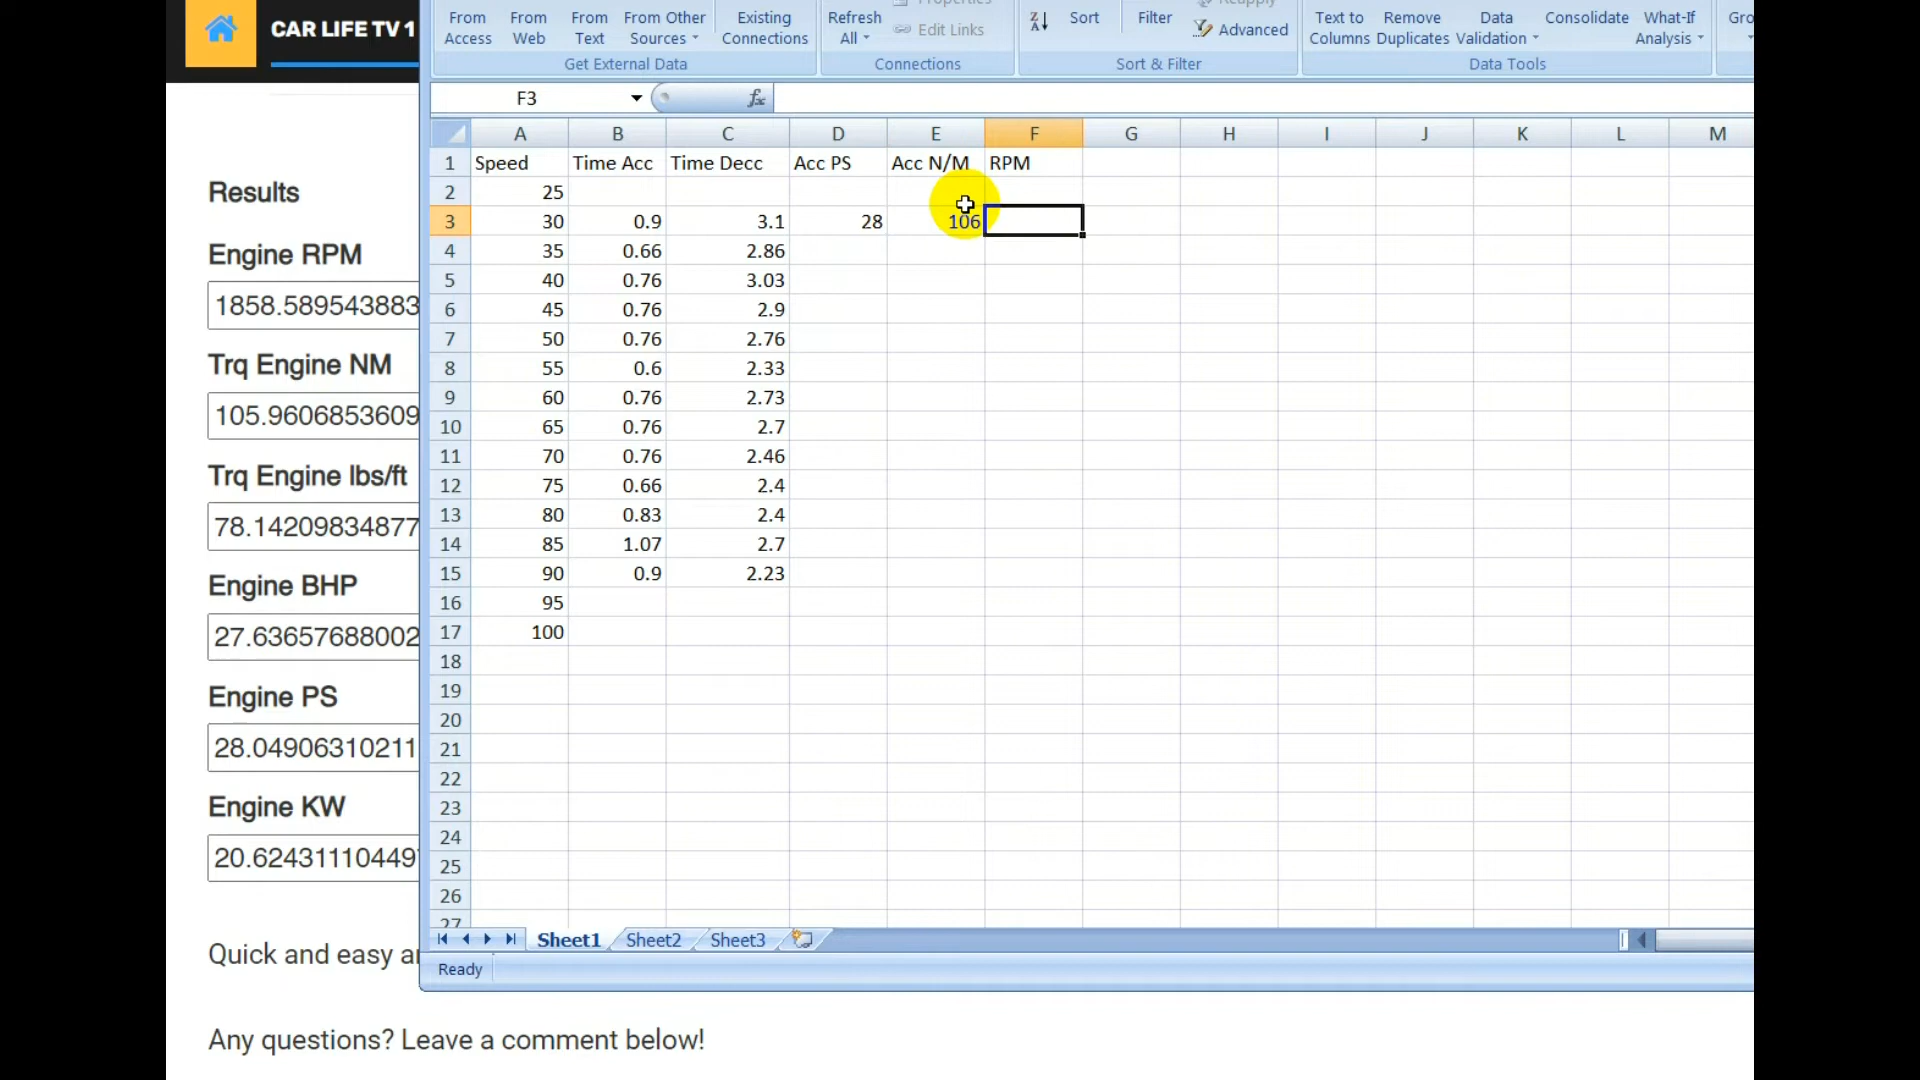 CAR LIFE TV 1
Results
Engine RPM
1858.589543883
Trq Engine NM
105.9606853609
Trq Engine lbs/ft
78.14209834877
Engine BHP
27.63657688002
Engine PS
28.04906310211
Engine KW
20.624311104497
Quick and easy a
Any questions? Leave a comment below!
From Access
From Web
From Text
From Other Sources
Existing Connections
Get External Data
Refresh All
Properties
Edit Links
Connections
Sort
Filter
Reapply
Advanced
Sort & Filter
Text to Columns
Remove Duplicates
Data Validation
Consolidate
What-If Analysis
Data Tools
Gro
F3
fx
A B C D E F G H I J K L M
1 Speed Time Acc Time Decc Acc PS Acc N/M RPM
2 25
3 30 0.9 3.1 28 106
4 35 0.66 2.86
5 40 0.76 3.03
6 45 0.76 2.9
7 50 0.76 2.76
8 55 0.6 2.33
9 60 0.76 2.73
10 65 0.76 2.7
11 70 0.76 2.46
12 75 0.66 2.4
13 80 0.83 2.4
14 85 1.07 2.7
15 90 0.9 2.23
16 95
17 100
18
19
20
21
22
23
24
25
26
27
Sheet1 Sheet2 Sheet3
Ready